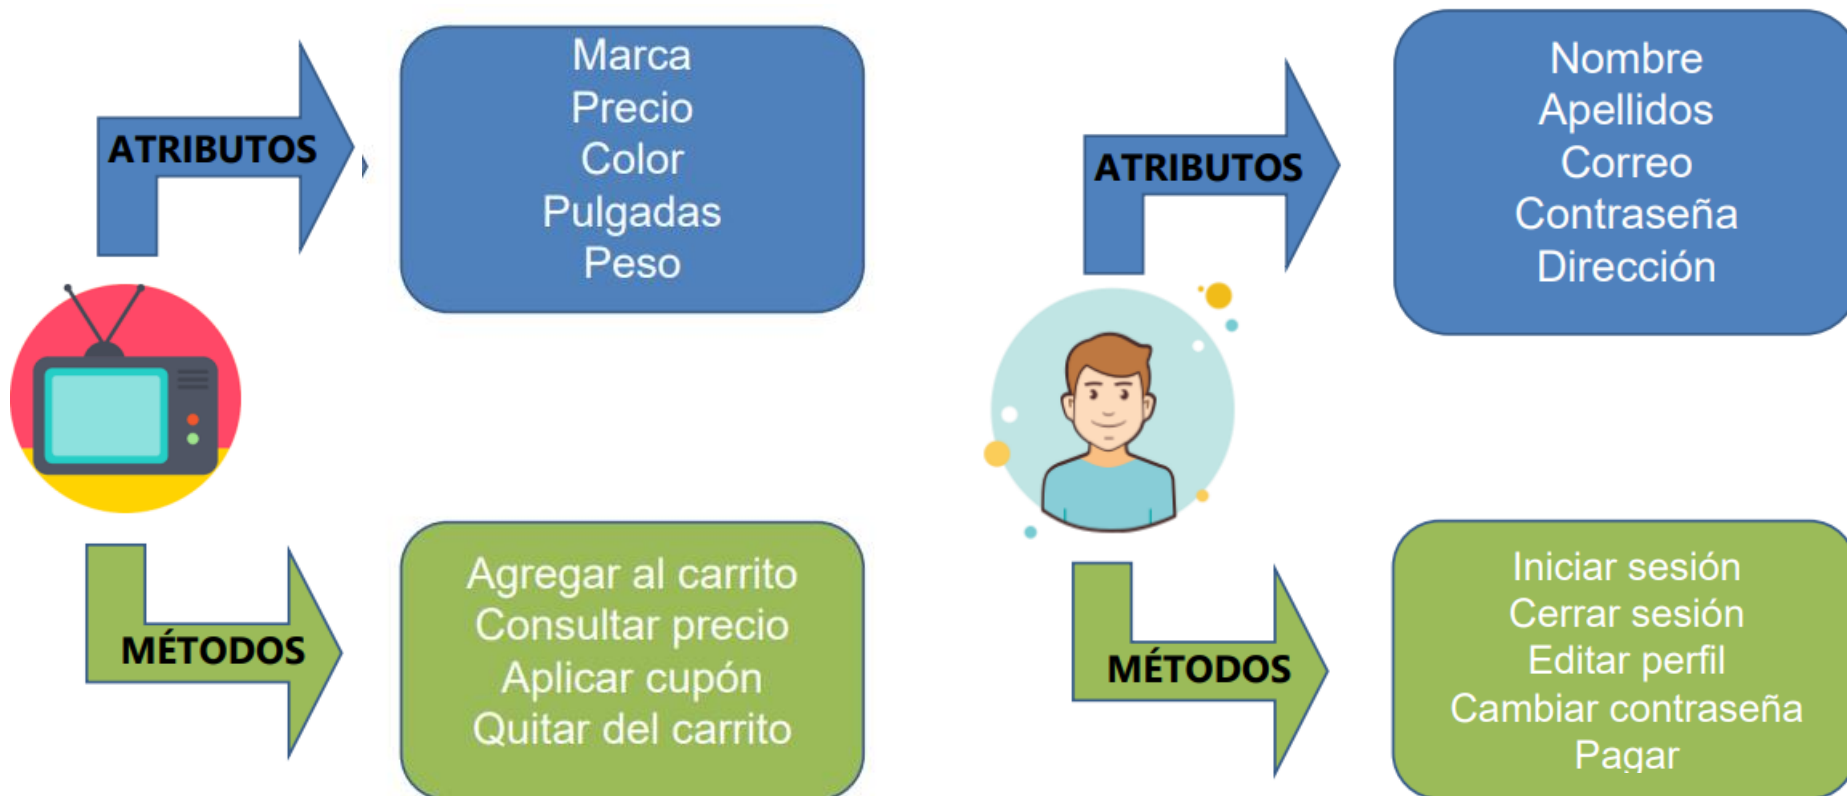 ATRIBUTOS
Marca
Precio
Color
Pulgadas
Peso
MÉTODOS
Agregar al carrito
Consultar precio
Aplicar cupón
Quitar del carrito
ATRIBUTOS
Nombre
Apellidos
Correo
Contraseña
Dirección
MÉTODOS
Iniciar sesión
Cerrar sesión
Editar perfil
Cambiar contraseña
Pagar